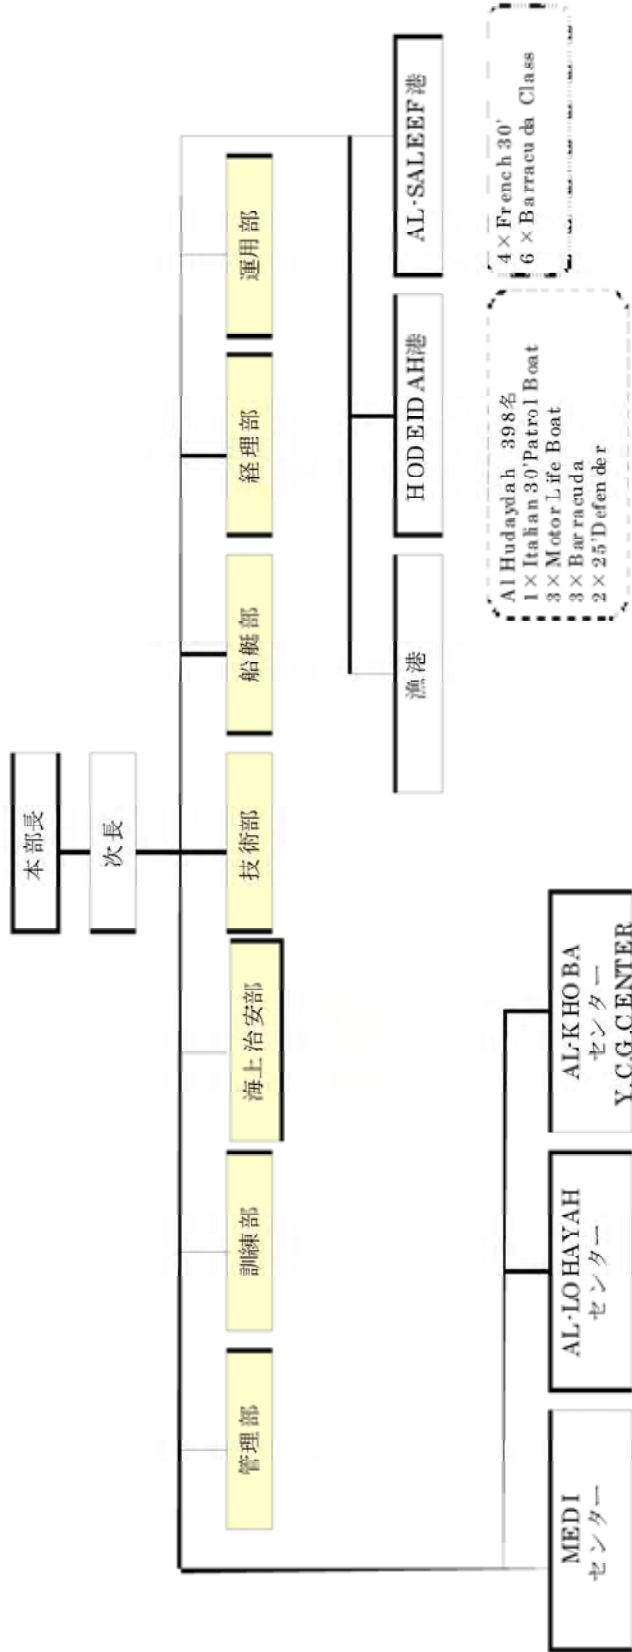 本部長
次長
管理部
訓練部
海上治安部
技術部
船艇部
経理部
運用部
漁港
HODEIDAH港
AL-SALEEF港
Al Hudaydah 398名
1×Italian 30'Patrol Boat
3×Motor Life Boat
3×Barracuda
2×25'Defender
4×French 30'
6×Barracuda Class
MEDI
センター
AL-LOHAYAH
センター
AL-KHOBA
センター
Y.C.G.CENTER